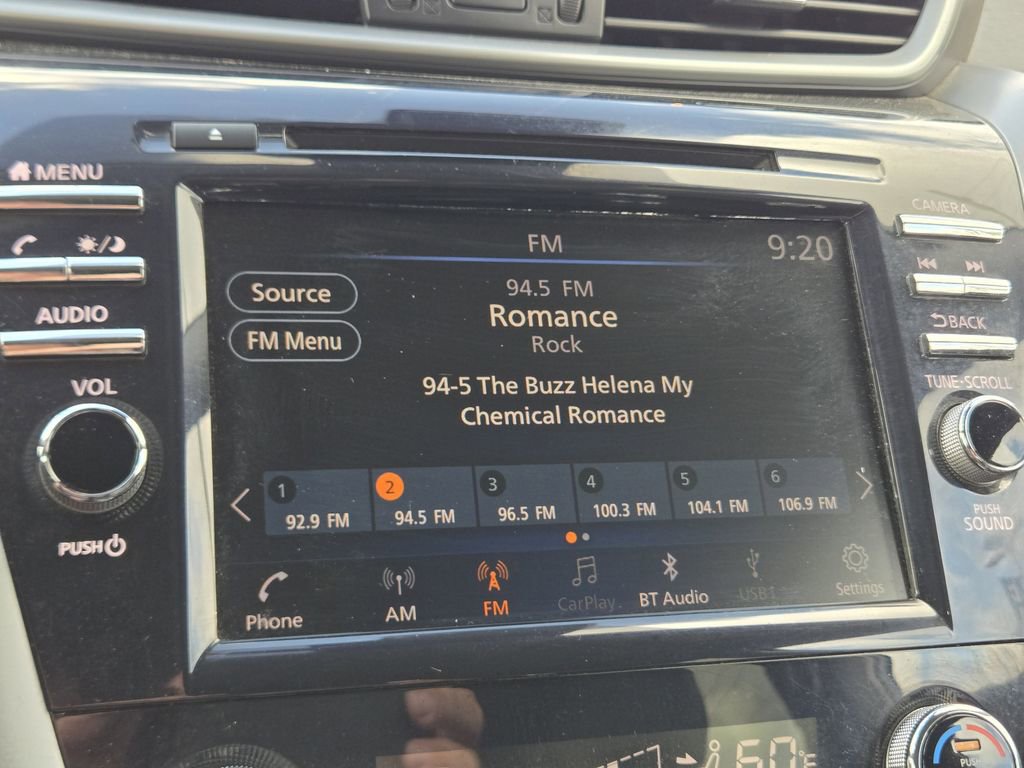 MENU
CAMERA
FM
9:20
94.5 FM
Source
Romance
Rock
FM Menu
AUDIO
BACK
94-5 The Buzz Helena My
Chemical Romance
VOL
TUNE·SCROLL
1
2
3
4
5
6
92.9 FM
94.5 FM
96.5 FM
100.3 FM
104.1 FM
106.9 FM
PUSH
SOUND
PUSH
Phone
AM
FM
CarPlay
BT Audio
USB1
Settings
60°F
PUSH